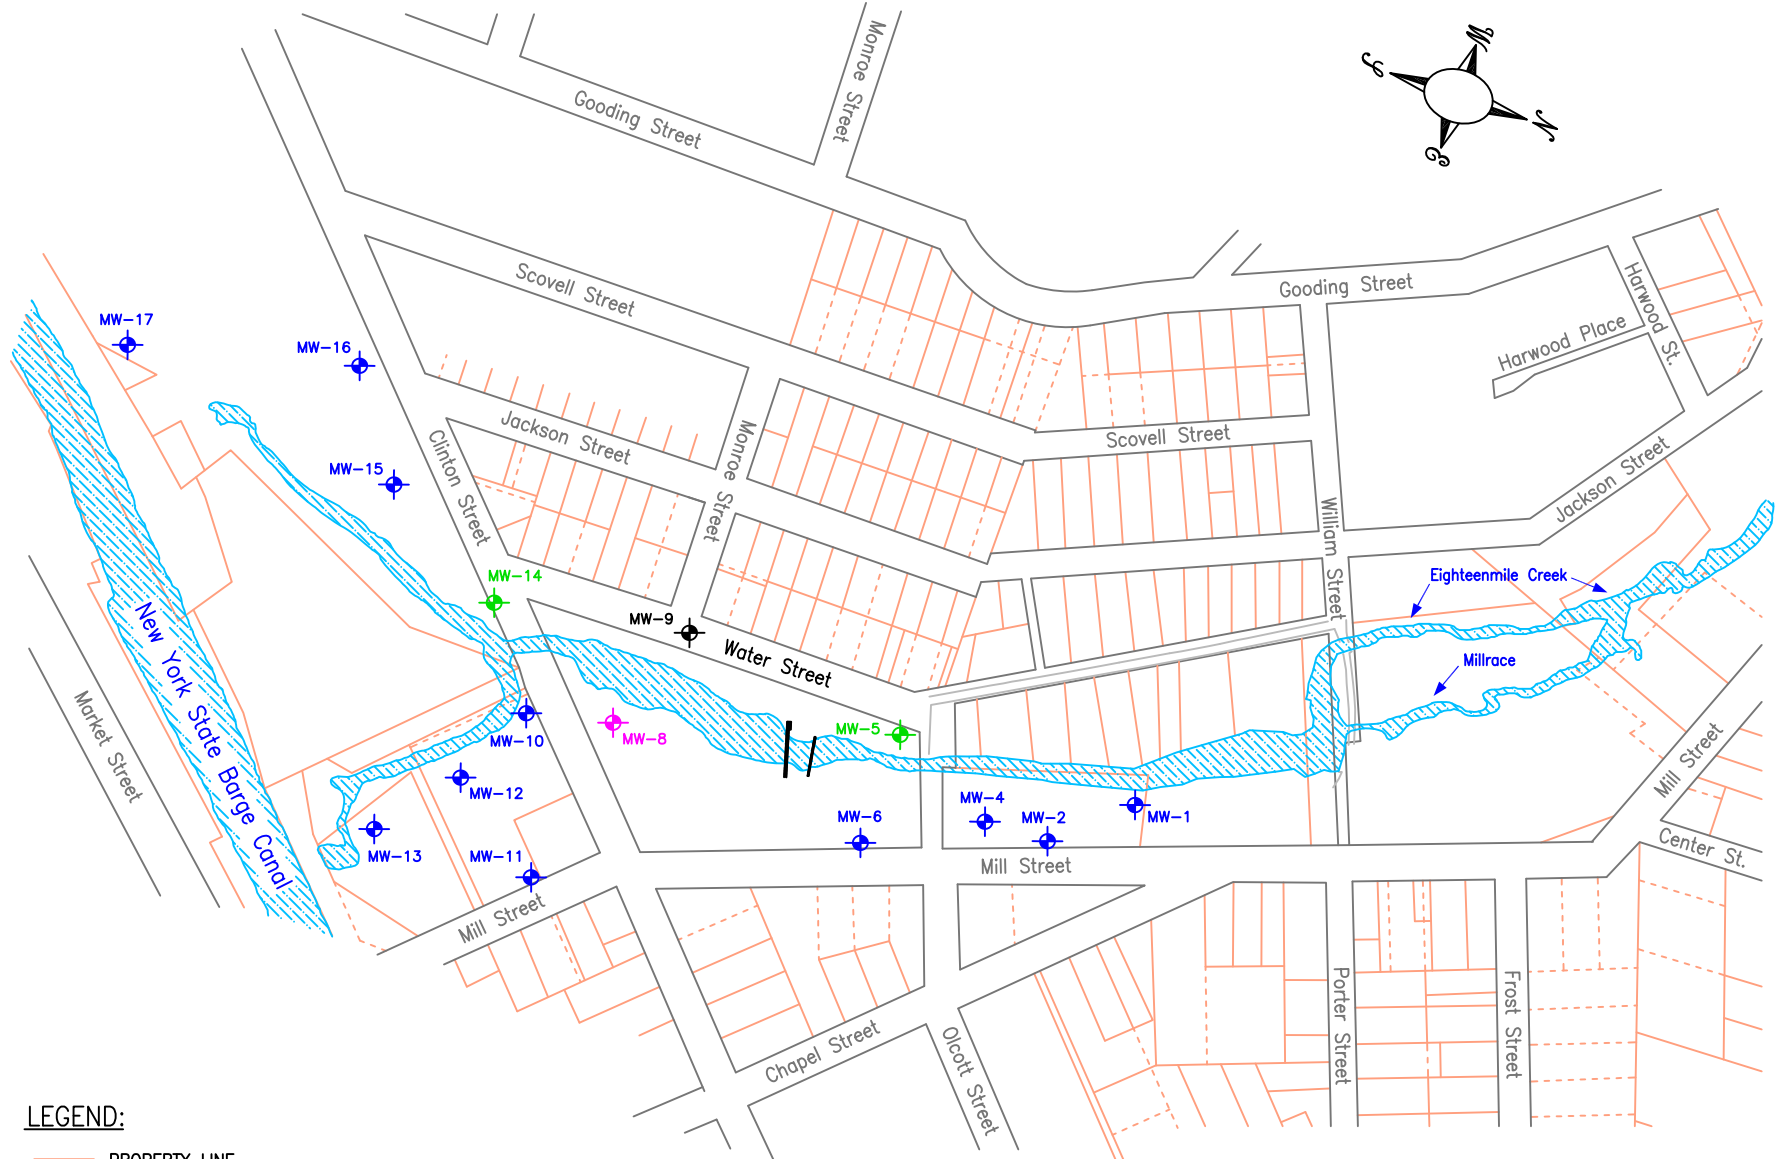 Monroe Street
W
S
N
E
Gooding Street
Gooding Street
Scovell Street
Harwood St.
Harwood Place
MW-17
MW-16
Jackson Street
Monroe Street
Scovell Street
Clinton Street
MW-15
Jackson Street
William Street
MW-14
Eighteenmile Creek
MW-9
Water Street
Millrace
New York State Barge Canal
Market Street
MW-10
MW-8
MW-5
Mill Street
MW-12
MW-4
MW-6
MW-2
MW-1
MW-13
MW-11
Mill Street
Center St.
Mill Street
Porter Street
Frost Street
Chapel Street
Olcott Street
LEGEND:
PROPERTY LINE